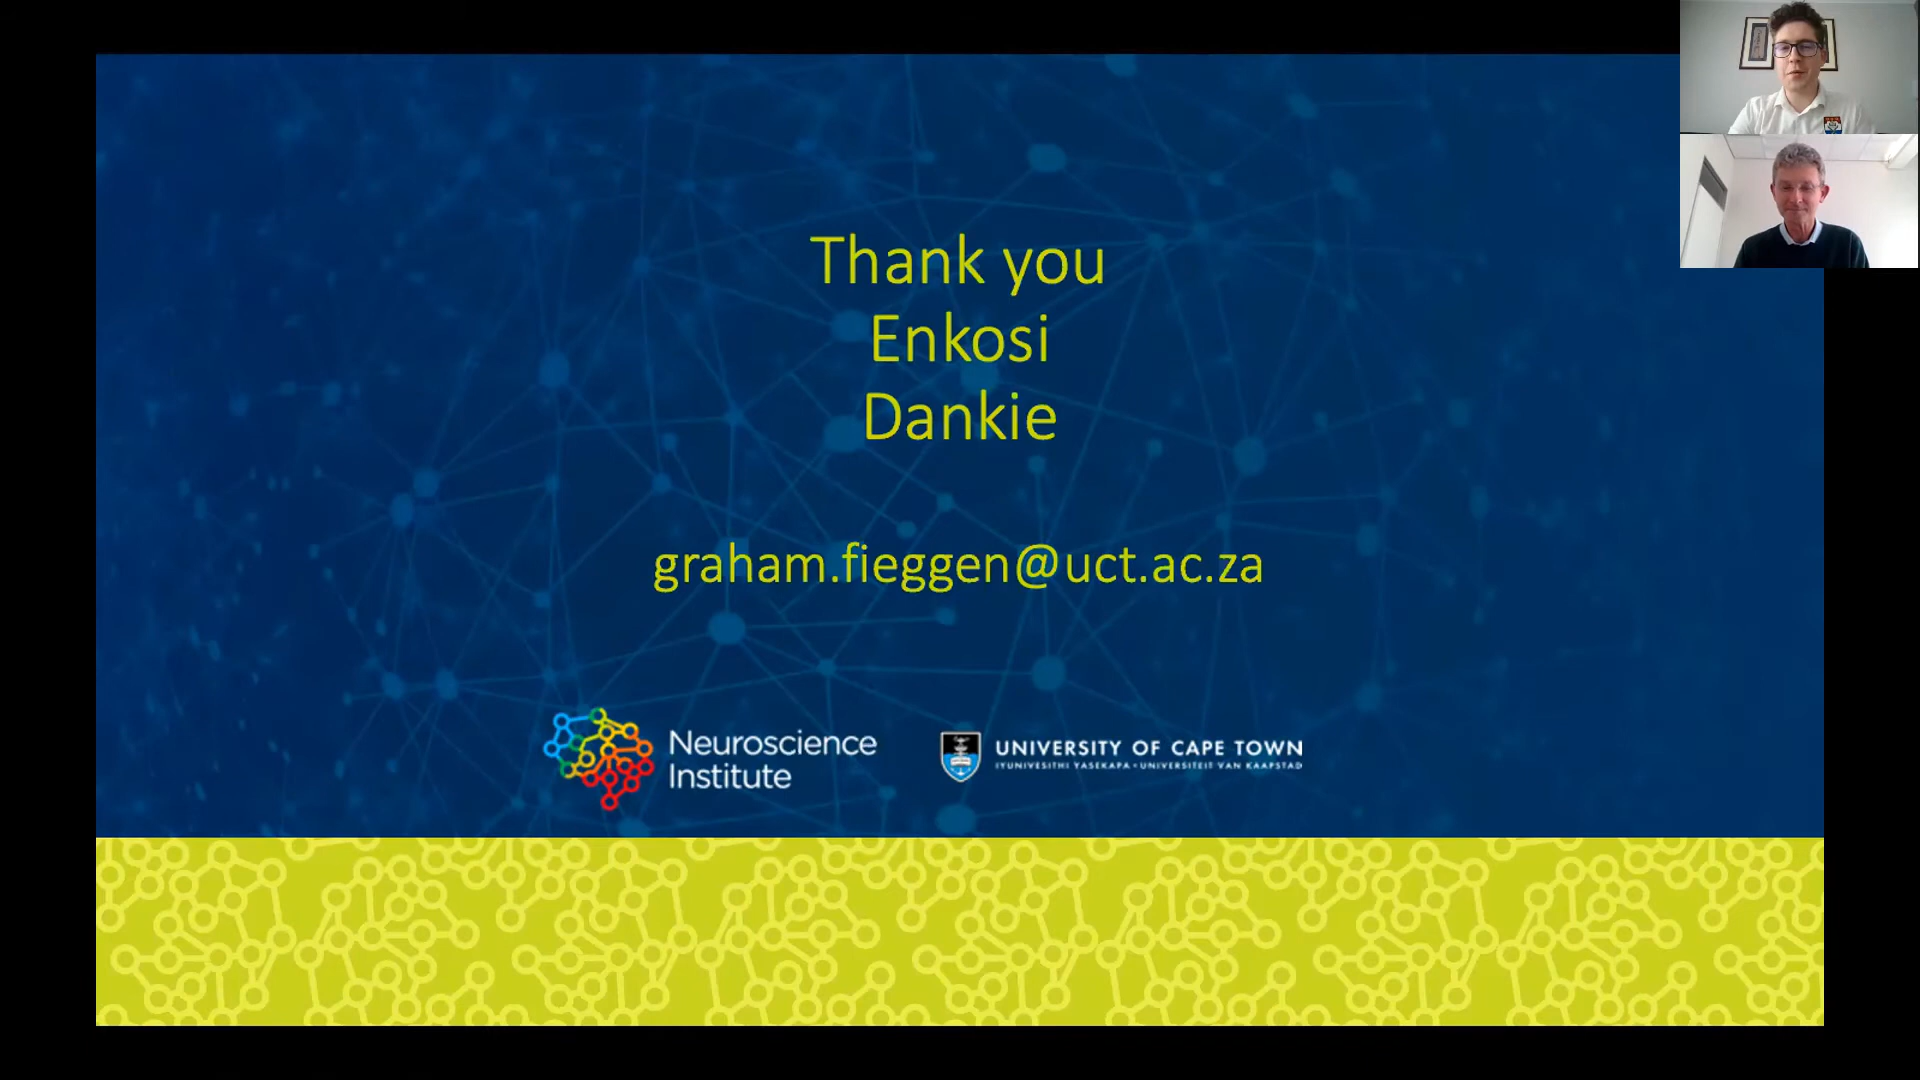 Thank you
Enkosi
Dankie
graham.fieggen@uct.ac.za
Neuroscience
Institute
UNIVERSITY OF CAPE TOWN
IYUNIVESITHI YASEKAPA • UNIVERSITEIT VAN KAAPSTAD